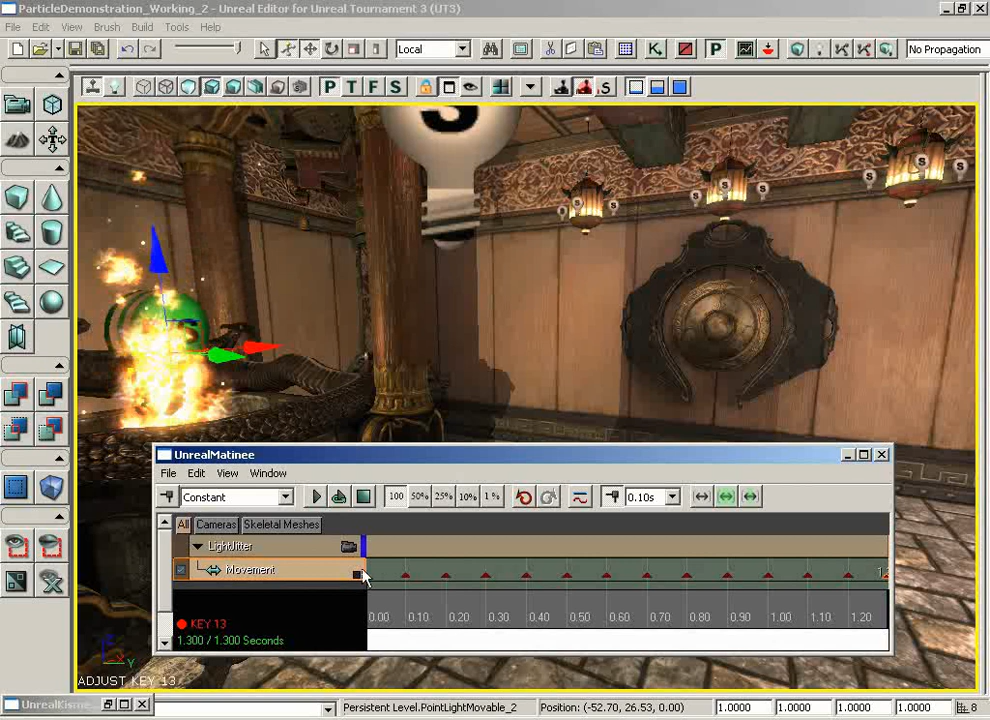 ParticleDemonstration_Working_2 - Unreal Editor for Unreal Tournament 3 (UT3)
File Edit View Brush Build Tools Help
Local
K
P
No Propagation
P T F S
S
S
S S S S S
S S S
UnrealMatinee
File Edit View Window
Constant
100 50% 25% 10% 1 %
0.10s
All Cameras Skeletal Meshes
LightJitter
Movement
KEY 13
1.300 / 1.300 Seconds
0.00 0.10 0.20 0.30 0.40 0.50 0.60 0.70 0.80 0.90 1.00 1.10 1.20
Z
Y
ADJUST KEY 13
UnrealKisme
Persistent Level.PointLightMovable_2
Position: (-52.70, 26.53, 0.00)
1.0000 1.0000 1.0000 1.0000 8